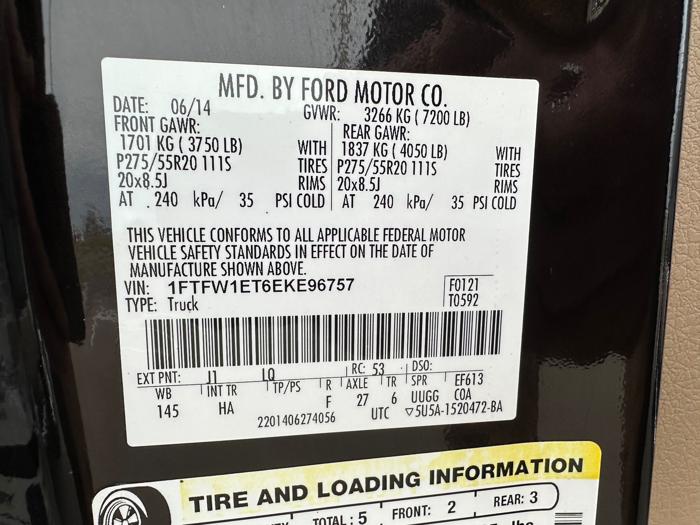 MFD. BY FORD MOTOR CO.
DATE: 06/14 GVWR: 3266 KG ( 7200 LB)
FRONT GAWR: REAR GAWR:
1701 KG ( 3750 LB) WITH 1837 KG ( 4050 LB) WITH
P275/55R20 111S TIRES P275/55R20 111S TIRES
20x8.5J RIMS 20x8.5J RIMS
AT 240 kPa/ 35 PSI COLD AT 240 kPa/ 35 PSI COLD
THIS VEHICLE CONFORMS TO ALL APPLICABLE FEDERAL MOTOR
VEHICLE SAFETY STANDARDS IN EFFECT ON THE DATE OF
MANUFACTURE SHOWN ABOVE.
VIN: 1FTFW1ET6EKE96757 F0121
TYPE: Truck T0592
EXT PNT: J1 LQ RC: 53 DSO:
WB INT TR TP/PS R AXLE TR SPR EF613
145 HA F 27 6 UUGG COA
2201406274056 UTC ▽5U5A-1520472-BA
TIRE AND LOADING INFORMATION
TOTAL: 5 FRONT: 2 REAR: 3